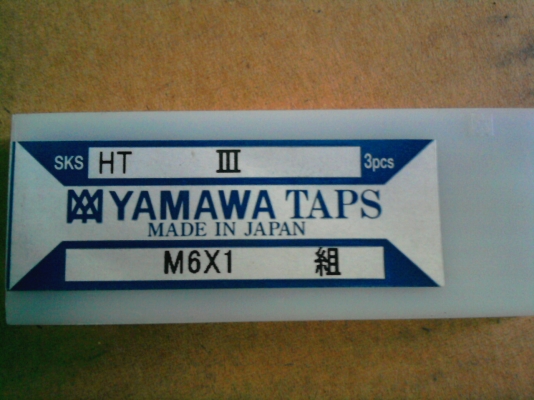 SKS HT III 3pcs
YAMAWA TAPS
MADE IN JAPAN
M6X1 組